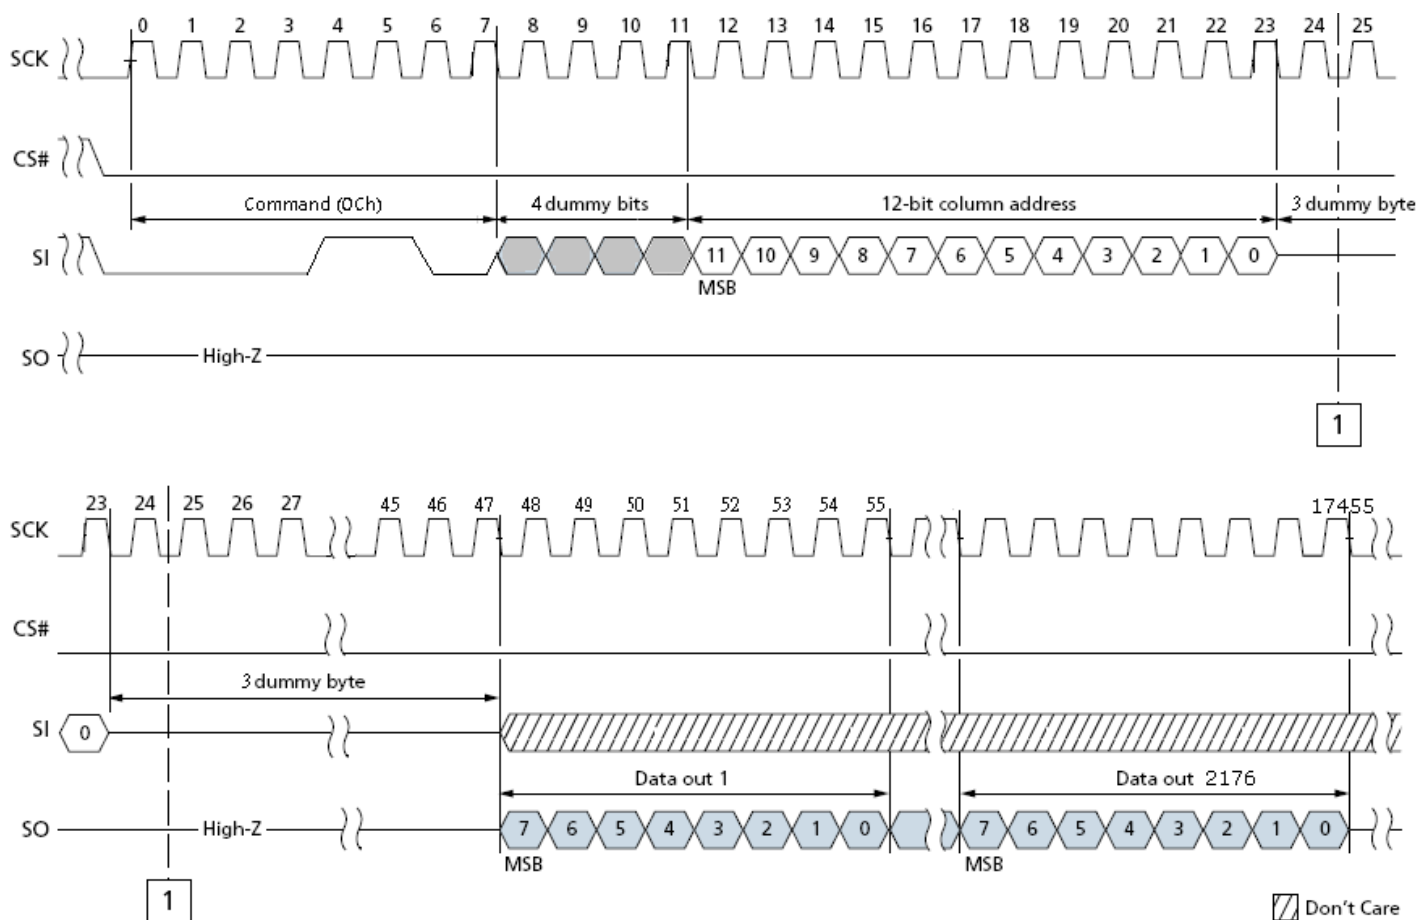 0 1 2 3 4 5 6 7 8 9 10 11 12 13 14 15 16 17 18 19 20 21 22 23 24 25
SCK
CS#
Command (0Ch) 4 dummy bits 12-bit column address 3 dummy byte
SI 11 10 9 8 7 6 5 4 3 2 1 0
MSB
SO High-Z
1
23 24 25 26 27 45 46 47 48 49 50 51 52 53 54 55 17455
SCK
CS#
3 dummy byte
SI 0
Data out 1 Data out 2176
SO High-Z 7 6 5 4 3 2 1 0 7 6 5 4 3 2 1 0
MSB MSB
1
Don't Care